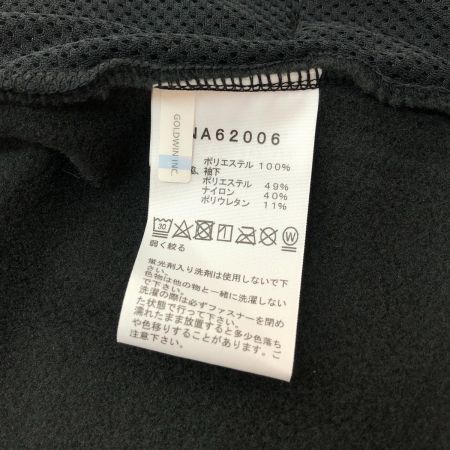 GOLDWIN INC.
NA62006
ポリエステル 100%
袖下
ポリエステル 49%
ナイロン 40%
ポリウレタン 11%
30
W
弱く絞る
蛍光剤入り洗剤は使用しないで下
さい。
色物は他の物と一緒に洗濯しないで
下さい。
洗濯の際は必ずファスナーを閉め
た状態で行って下さい。
濡れたまま放置すると多少色落ち
や色移りすることがあります。ご
注意下さい。